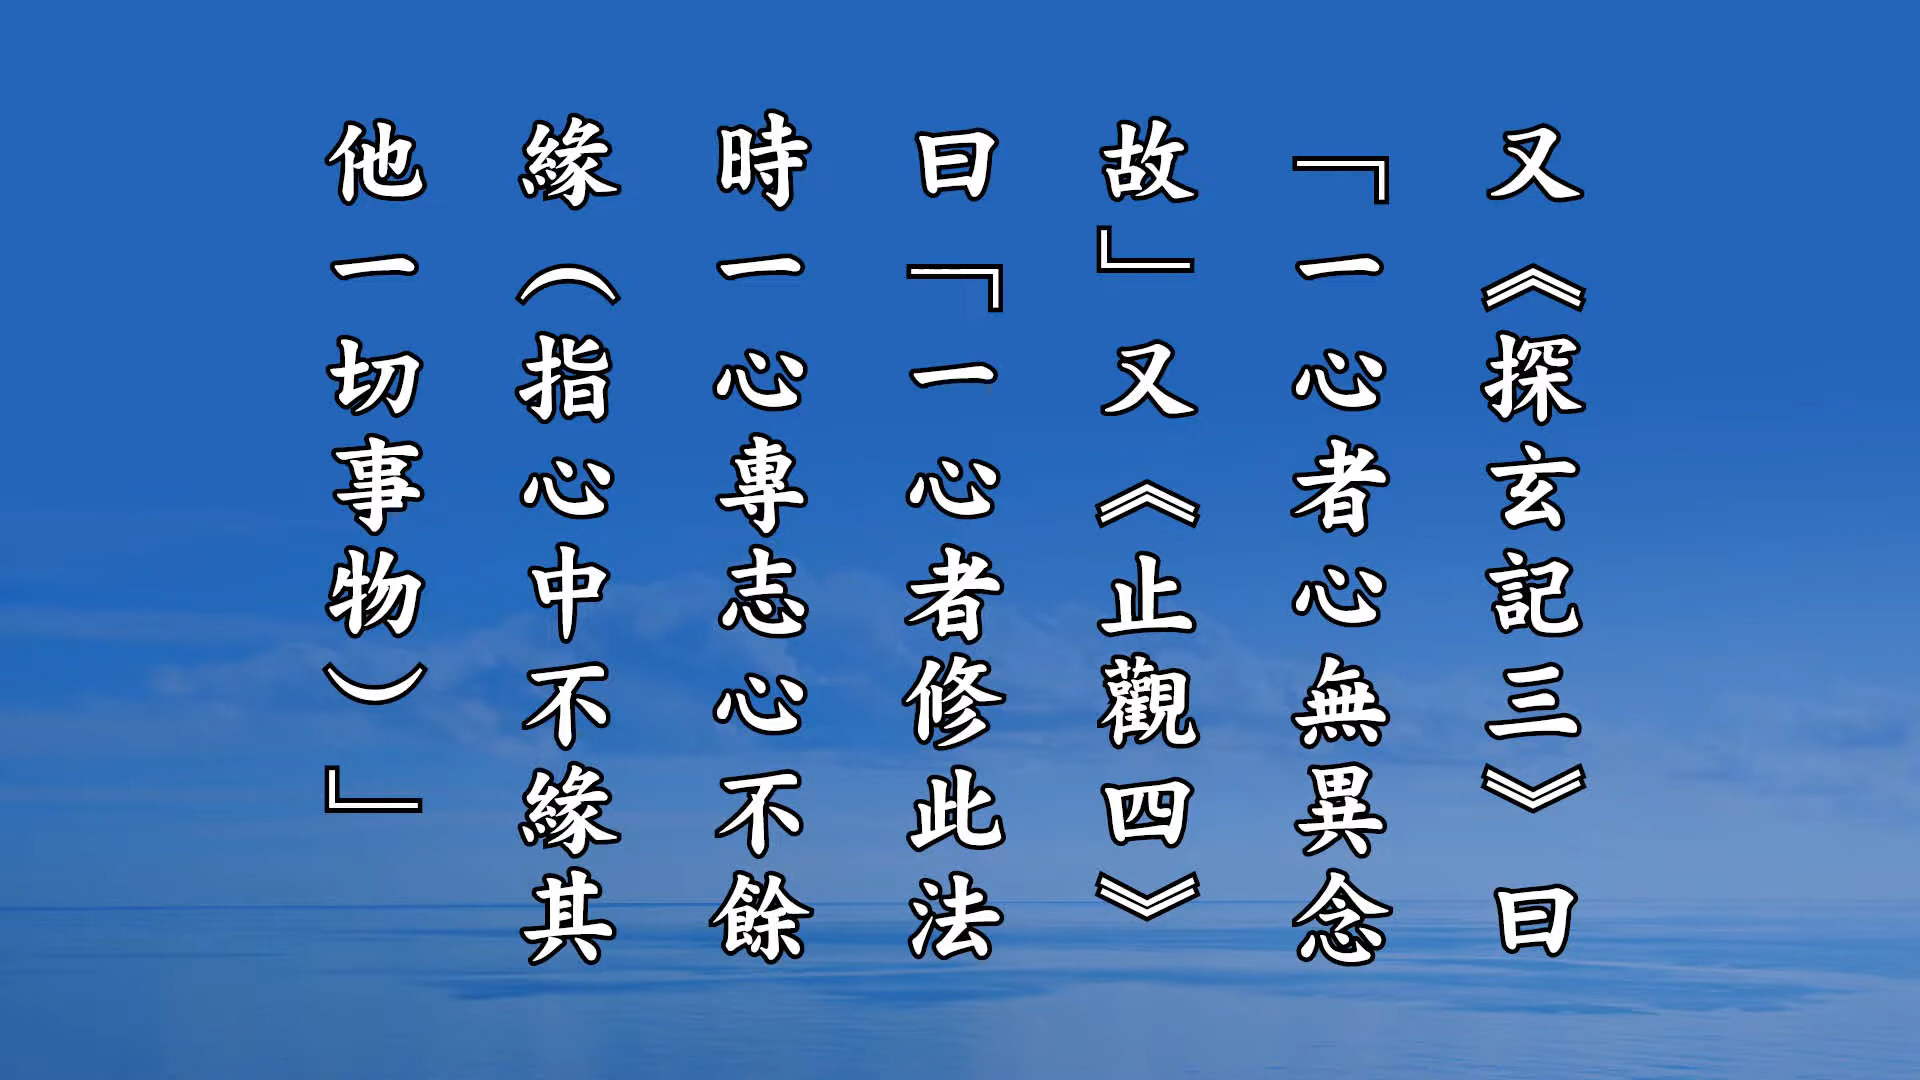 又《探玄記三》曰
「一心者心無異念
故」又《止觀四》
曰「一心者修此法
時一心專志心不餘
緣（指心中不緣其
他一切事物）」